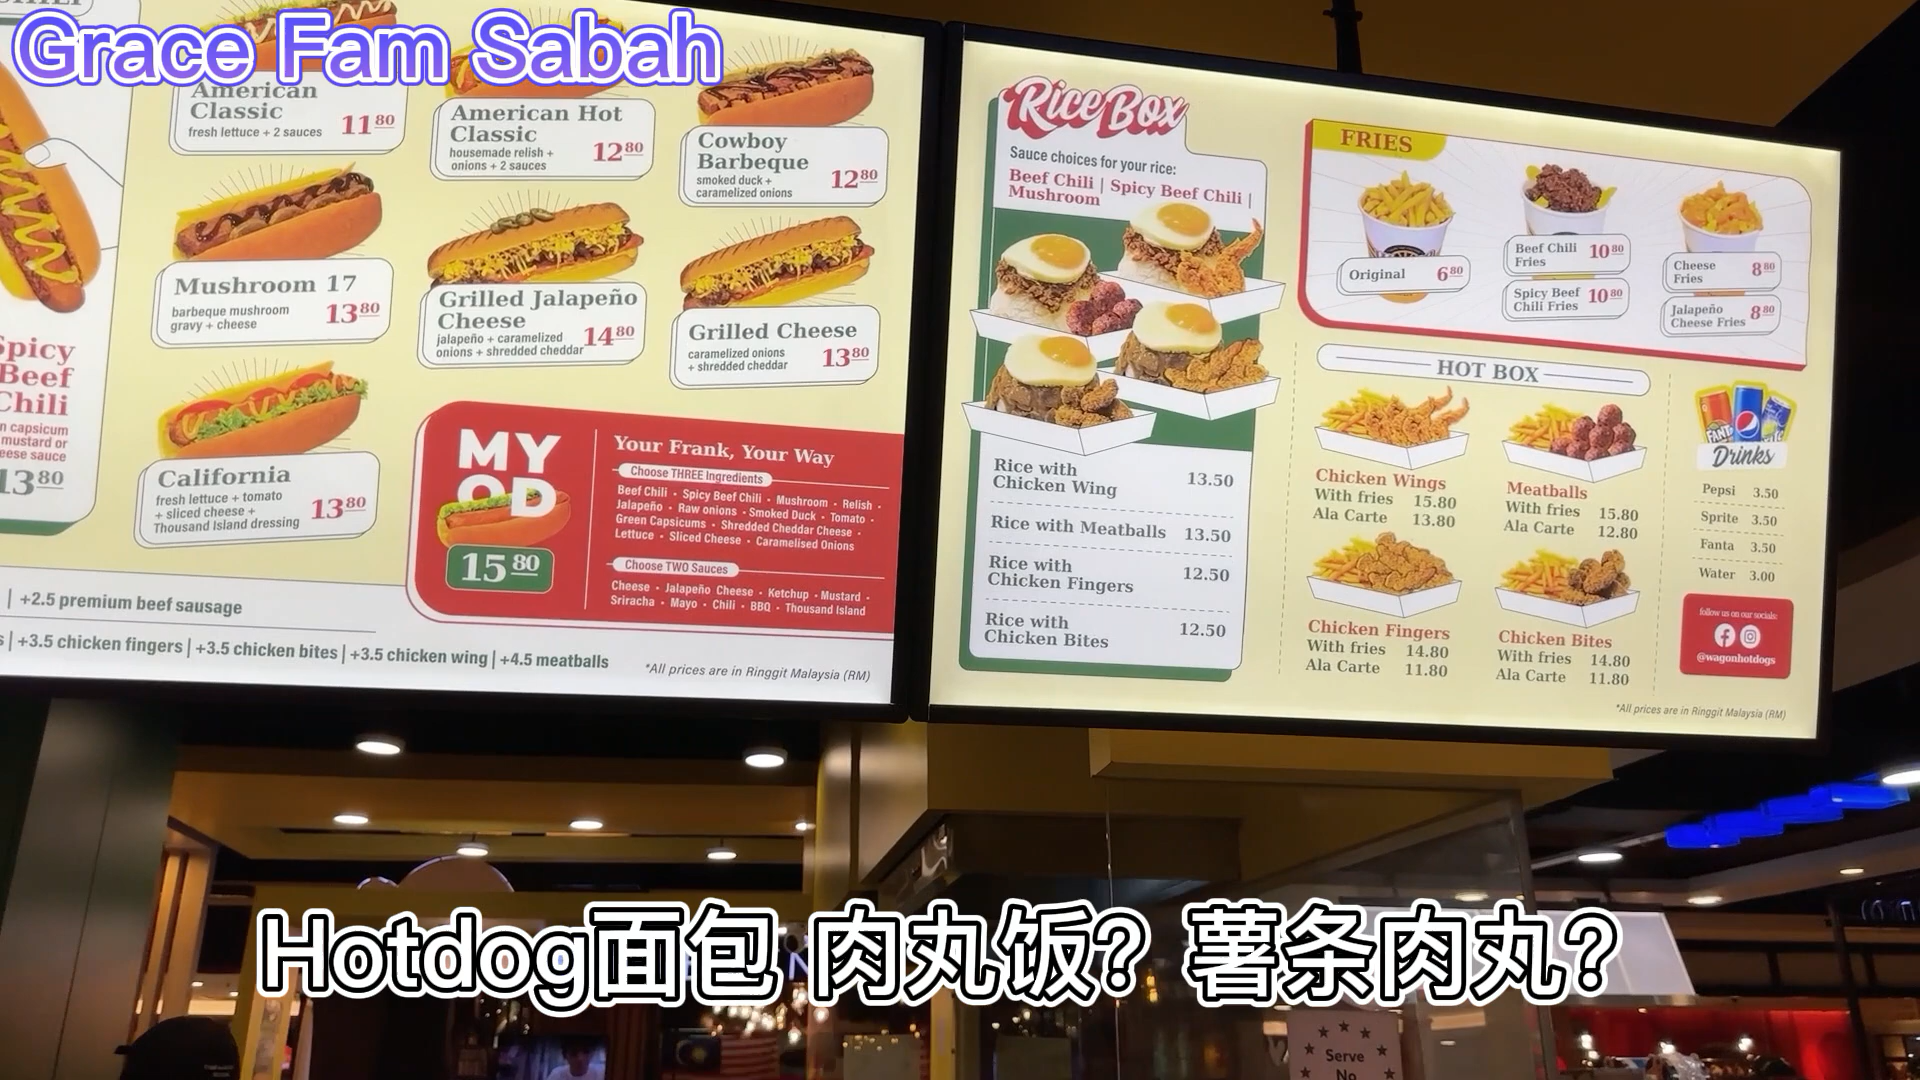 Grace Fam Sabah
American
Classic
fresh lettuce + 2 sauces
11 80
American Hot
Classic
housemade relish +
onions + 2 sauces
12 80
Cowboy
Barbeque
smoked duck +
caramelized onions
12 80
Mushroom 17
barbeque mushroom
gravy + cheese
13 80
Grilled Jalapeño
Cheese
jalapeño + caramelized
onions + shredded cheddar
14 80
Grilled Cheese
caramelized onions
+ shredded cheddar
13 80
Spicy
Beef
Chili
capsicum
mustard or
13 80
California
fresh lettuce + tomato
+ sliced cheese +
Thousand Island dressing
13 80
MYOD
15 80
Your Frank, Your Way
Choose THREE Ingredients
Beef Chili • Spicy Beef Chili • Mushroom • Relish •
Jalapeño • Raw onions • Smoked Duck • Tomato •
Green Capsicums • Shredded Cheddar Cheese •
Lettuce • Sliced Cheese • Caramelised Onions
Choose TWO Sauces
Cheese • Jalapeño Cheese • Ketchup • Mustard •
Sriracha • Mayo • Chili • BBQ • Thousand Island
| +2.5 premium beef sausage
| +3.5 chicken fingers | +3.5 chicken bites | +3.5 chicken wing | +4.5 meatballs
*All prices are in Ringgit Malaysia (RM)
Rice Box
Sauce choices for your rice:
Beef Chili | Spicy Beef Chili |
Mushroom
Rice with
Chicken Wing 13.50
Rice with Meatballs 13.50
Rice with
Chicken Fingers 12.50
Rice with
Chicken Bites 12.50
FRIES
Original 6 80
Beef Chili
Fries 10 80
Spicy Beef
Chili Fries 10 80
Cheese
Fries 8 80
Jalapeño
Cheese Fries 8 80
HOT BOX
Chicken Wings
With fries 15.80
Ala Carte 13.80
Meatballs
With fries 15.80
Ala Carte 12.80
Chicken Fingers
With fries 14.80
Ala Carte 11.80
Chicken Bites
With fries 14.80
Ala Carte 11.80
Drinks
Pepsi 3.50
Sprite 3.50
Fanta 3.50
Water 3.00
follow us on our socials:
@wagonhotdogs
*All prices are in Ringgit Malaysia (RM)
Hotdog面包 肉丸饭？薯条肉丸？
Serve
No